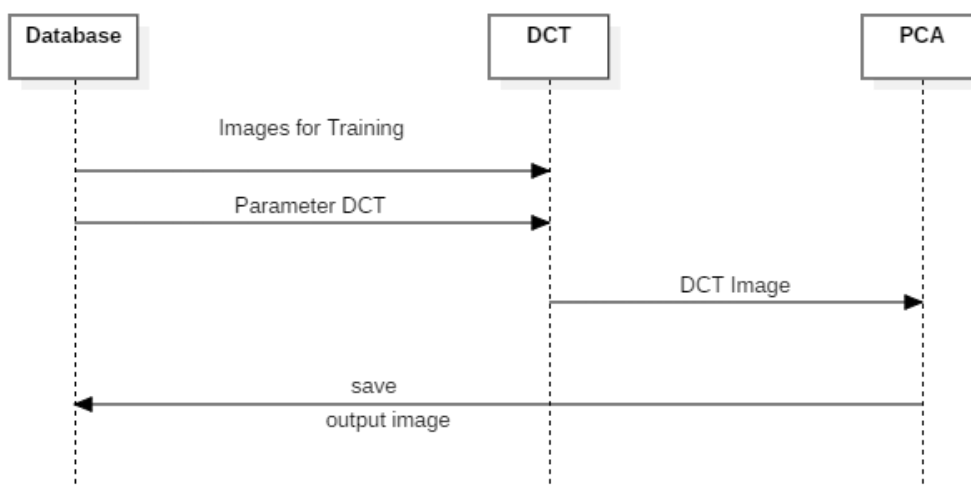 Database
DCT
PCA
Images for Training
Parameter DCT
DCT Image
save
output image